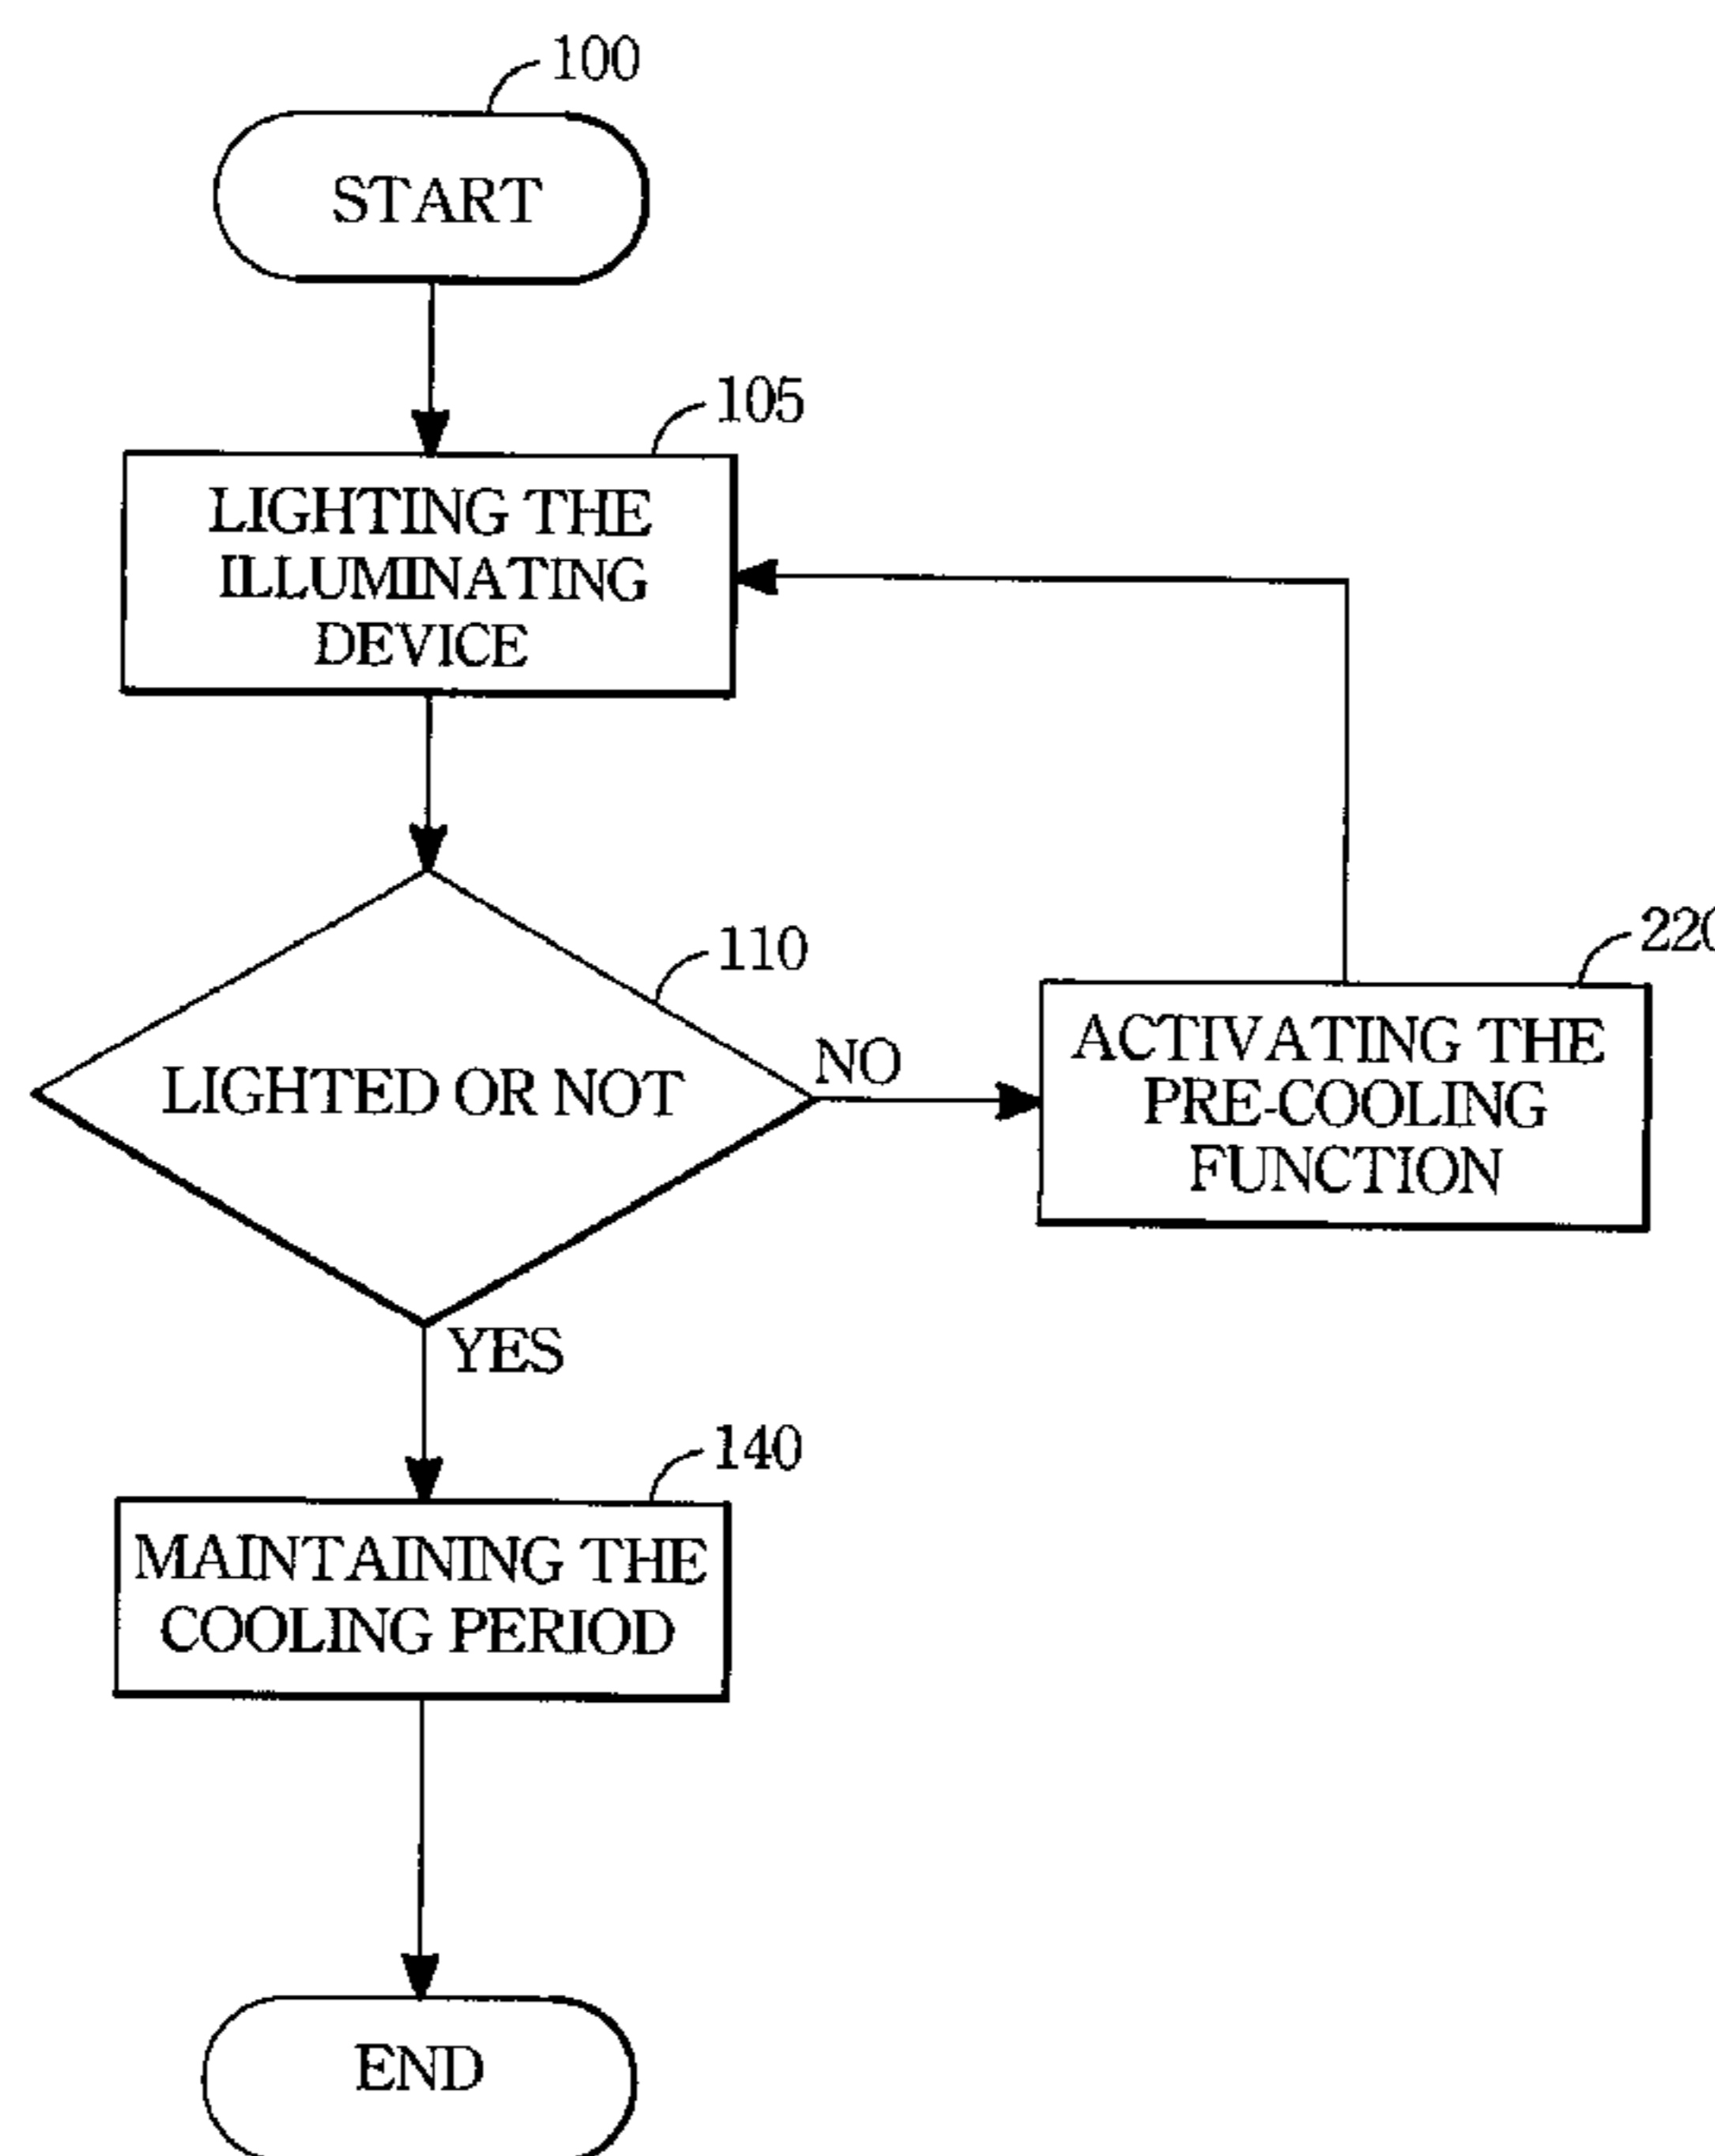 100
START
105
LIGHTING THE
ILLUMINATING
DEVICE
110
LIGHTED OR NOT
NO
220
ACTIVATING THE
PRE-COOLING
FUNCTION
YES
140
MAINTAINING THE
COOLING PERIOD
END